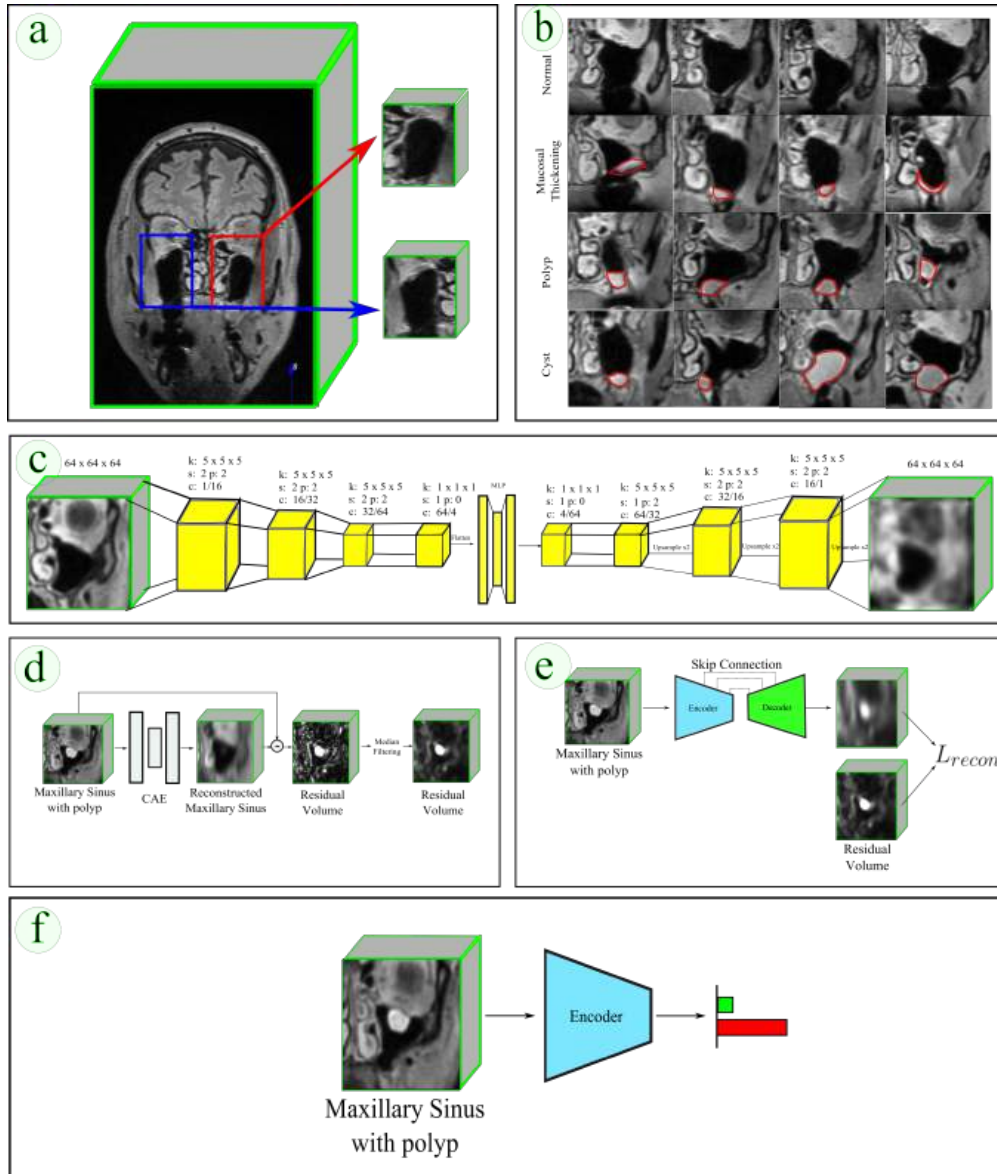 a
b
Normal
Mucosal
Thickening
Polyp
Cyst
c
64 x 64 x 64
k: 5 x 5 x 5
s: 2 p: 2
c: 1/16
k: 5 x 5 x 5
s: 2 p: 2
c: 16/32
k: 5 x 5 x 5
s: 2 p: 2
c: 32/64
k: 1 x 1 x 1
s: 1 p: 0
c: 64/4
Flatten
MLP
k: 1 x 1 x 1
s: 1 p: 0
c: 4/64
k: 5 x 5 x 5
s: 1 p: 2
c: 64/32
Upsample x2
k: 5 x 5 x 5
s: 2 p: 2
c: 32/16
Upsample x2
k: 5 x 5 x 5
s: 2 p: 2
c: 16/1
Upsample x2
64 x 64 x 64
d
Maxillary Sinus
with polyp
CAE
Reconstructed
Maxillary Sinus
Residual
Volume
Median
Filtering
Residual
Volume
e
Skip Connection
Encoder
Decoder
Maxillary Sinus
with polyp
L_recon
Residual
Volume
f
Encoder
Maxillary Sinus
with polyp